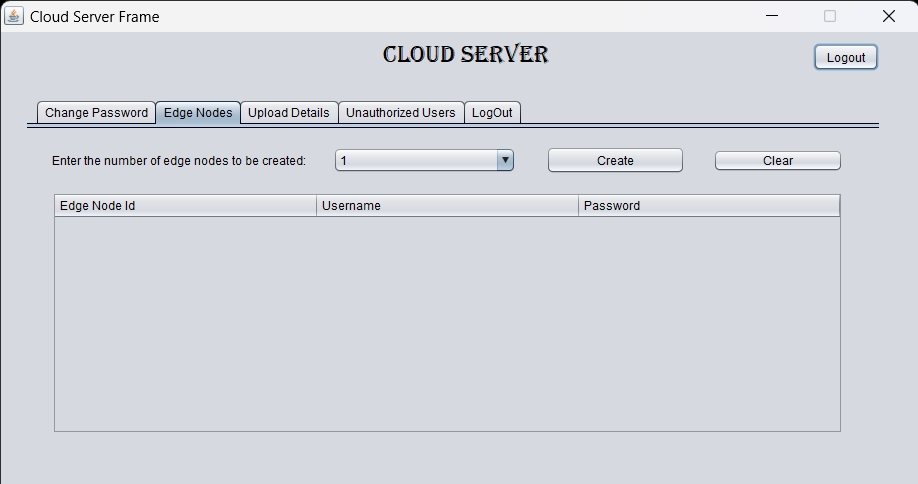 Cloud Server Frame
CLOUD SERVER
Logout
Change Password Edge Nodes Upload Details Unauthorized Users LogOut
Enter the number of edge nodes to be created: 1 Create Clear
Edge Node Id Username Password